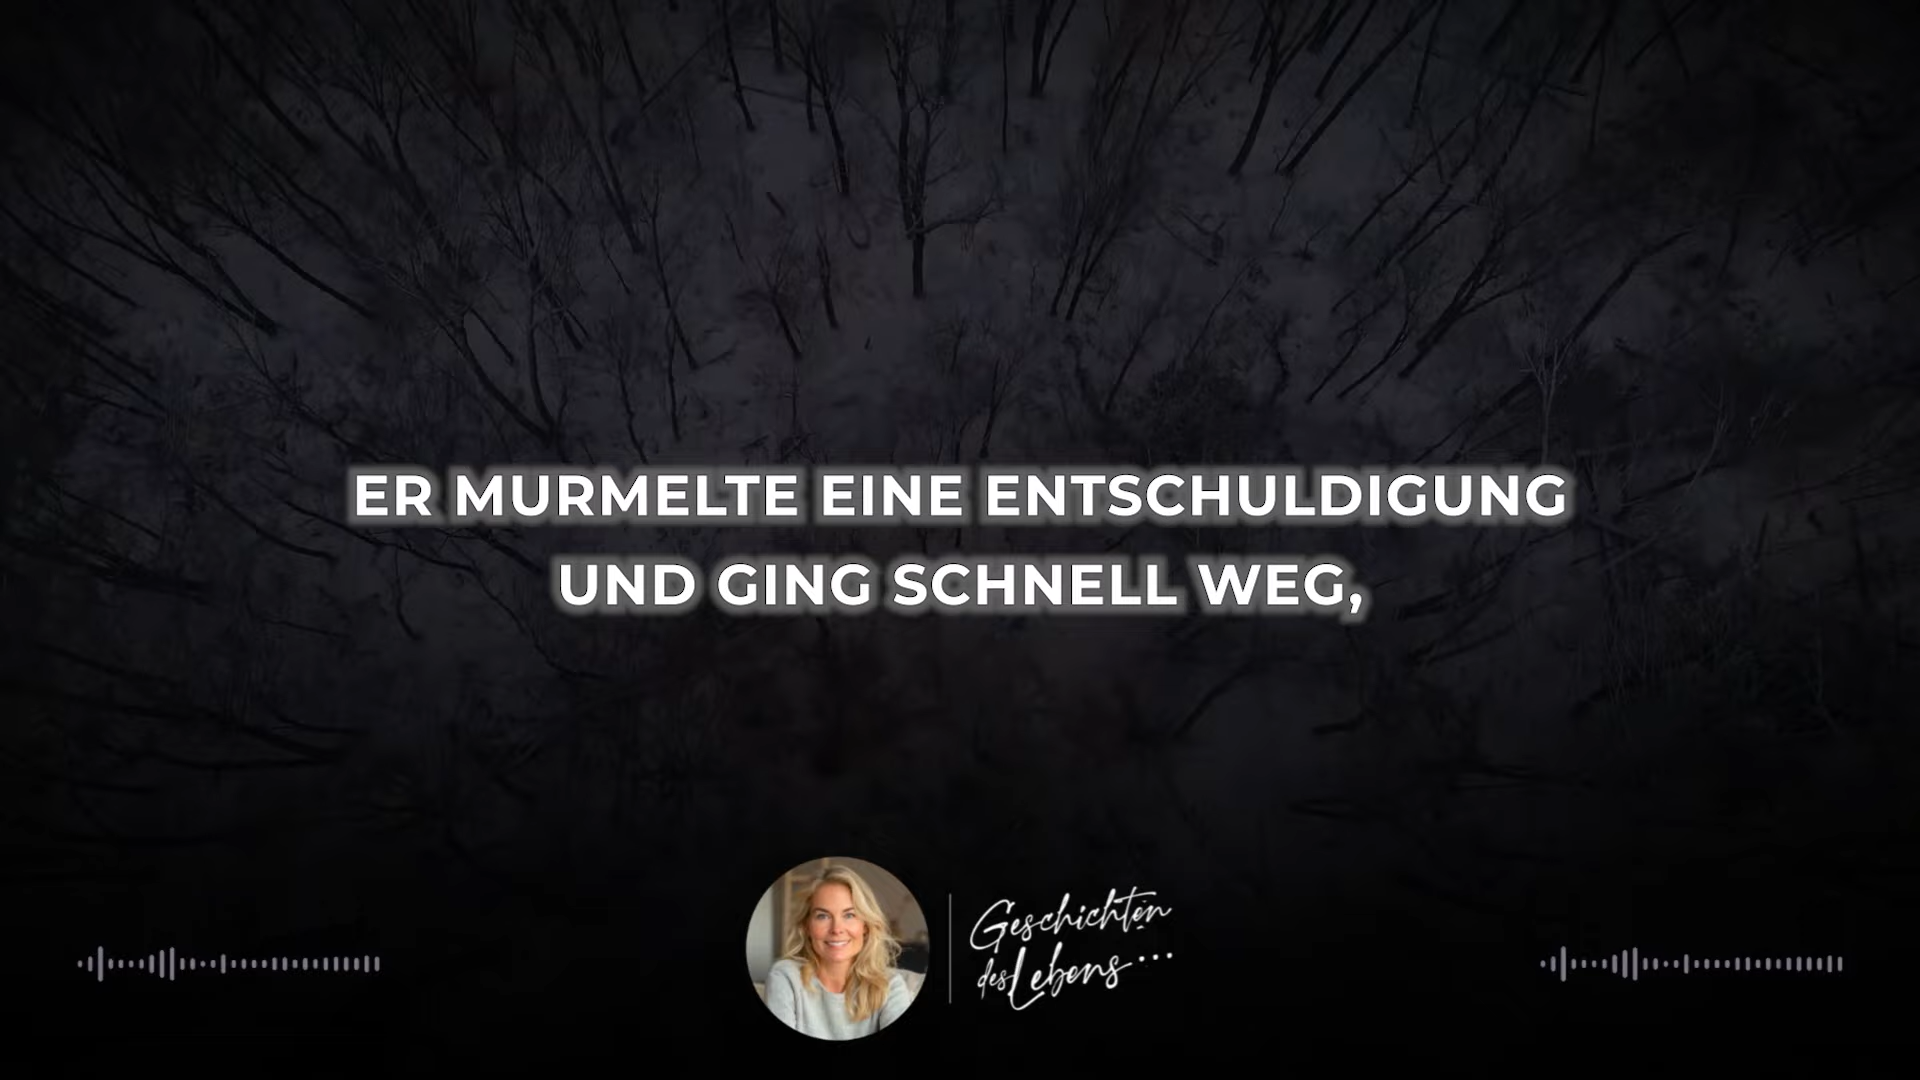 ER MURMELTE EINE ENTSCHULDIGUNG
UND GING SCHNELL WEG,
Geschichten
des Lebens...